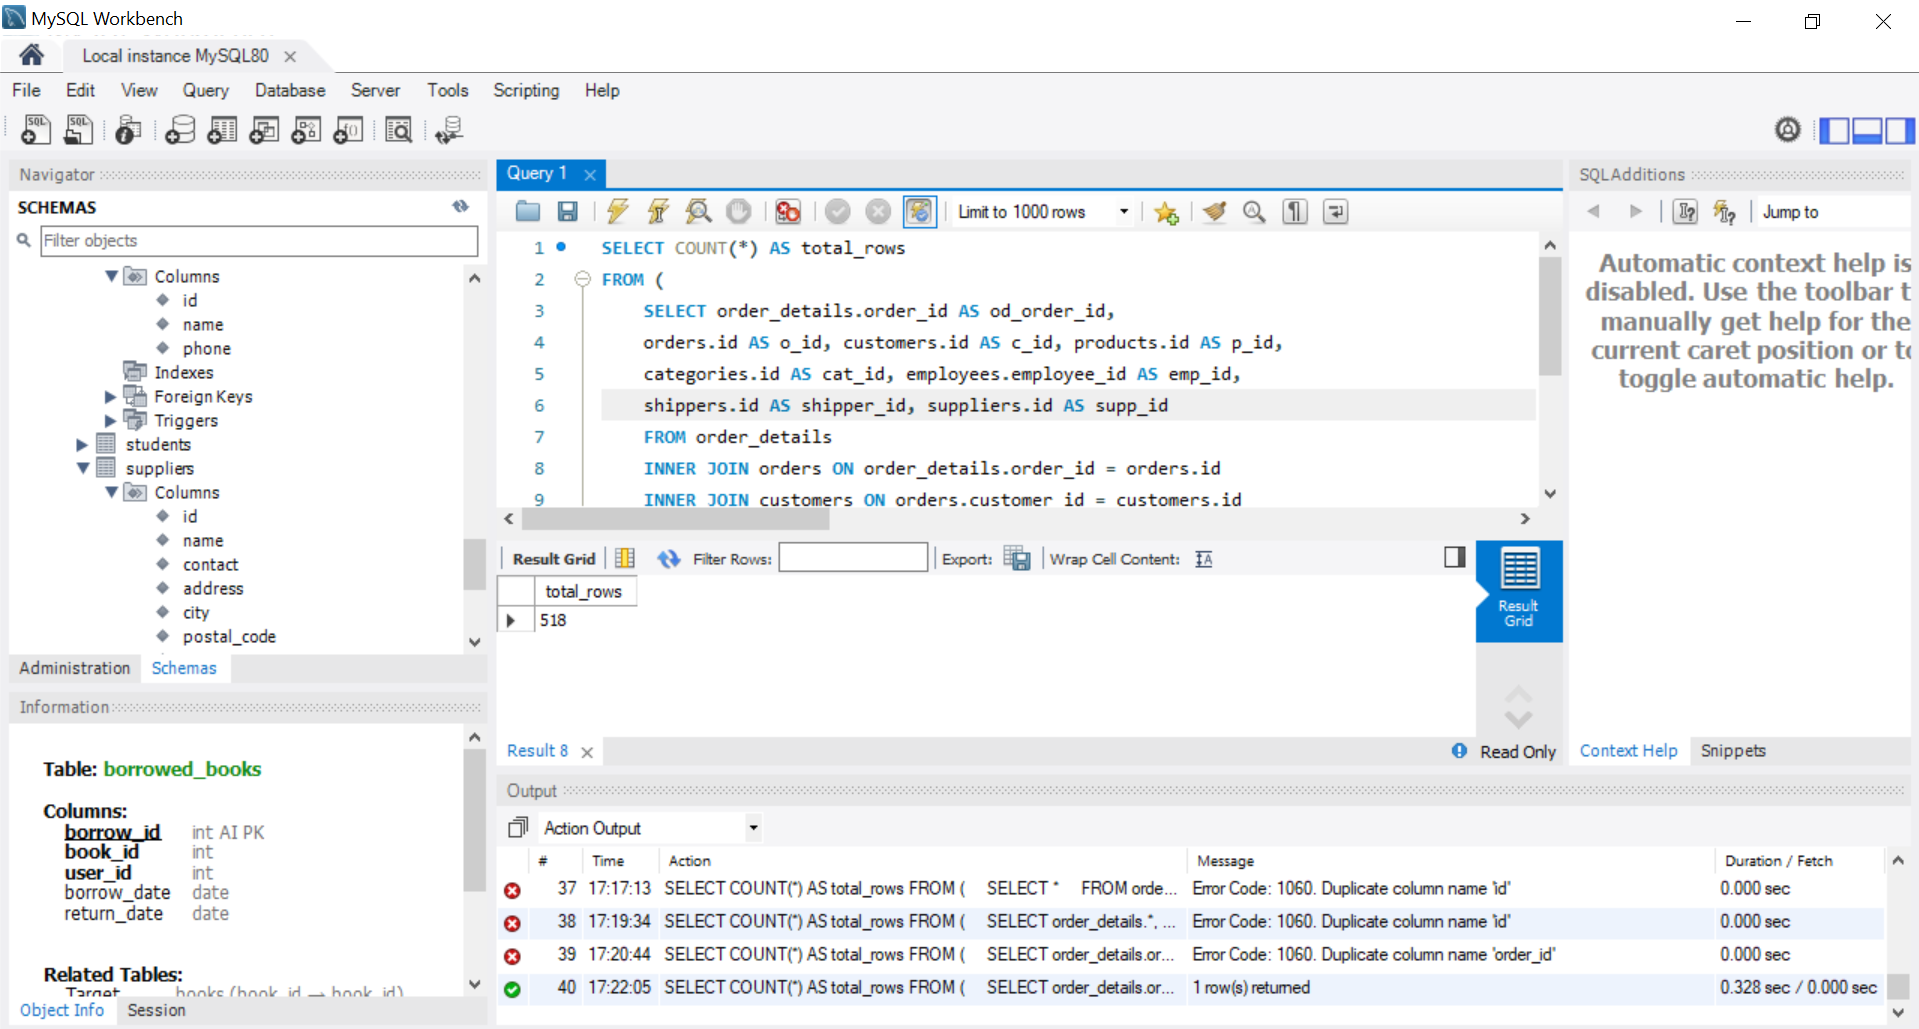 MySQL Workbench
Local instance MySQL80
File Edit View Query Database Server Tools Scripting Help
Navigator
SCHEMAS
Filter objects
Columns
id
name
phone
Indexes
Foreign Keys
Triggers
students
suppliers
Columns
id
name
contact
address
city
postal_code
Administration Schemas
Information
Table: borrowed_books
Columns:
borrow_id int AI PK
book_id int
user_id int
borrow_date date
return_date date
Related Tables:
Target books (book_id → book_id)
Object Info Session
Query 1
Limit to 1000 rows
1 SELECT COUNT(*) AS total_rows
2 FROM (
3 SELECT order_details.order_id AS od_order_id,
4 orders.id AS o_id, customers.id AS c_id, products.id AS p_id,
5 categories.id AS cat_id, employees.employee_id AS emp_id,
6 shippers.id AS shipper_id, suppliers.id AS supp_id
7 FROM order_details
8 INNER JOIN orders ON order_details.order_id = orders.id
9 INNER JOIN customers ON orders.customer_id = customers.id
Result Grid Filter Rows: Export: Wrap Cell Content:
total_rows
518
Result
Grid
Result 8 Read Only
SQLAdditions
Jump to
Automatic context help is
disabled. Use the toolbar t
manually get help for the
current caret position or to
toggle automatic help.
Context Help Snippets
Output
Action Output
# Time Action Message Duration / Fetch
37 17:17:13 SELECT COUNT(*) AS total_rows FROM ( SELECT * FROM orde... Error Code: 1060. Duplicate column name 'id' 0.000 sec
38 17:19:34 SELECT COUNT(*) AS total_rows FROM ( SELECT order_details.*, ... Error Code: 1060. Duplicate column name 'id' 0.000 sec
39 17:20:44 SELECT COUNT(*) AS total_rows FROM ( SELECT order_details.or... Error Code: 1060. Duplicate column name 'order_id' 0.000 sec
40 17:22:05 SELECT COUNT(*) AS total_rows FROM ( SELECT order_details.or... 1 row(s) returned 0.328 sec / 0.000 sec